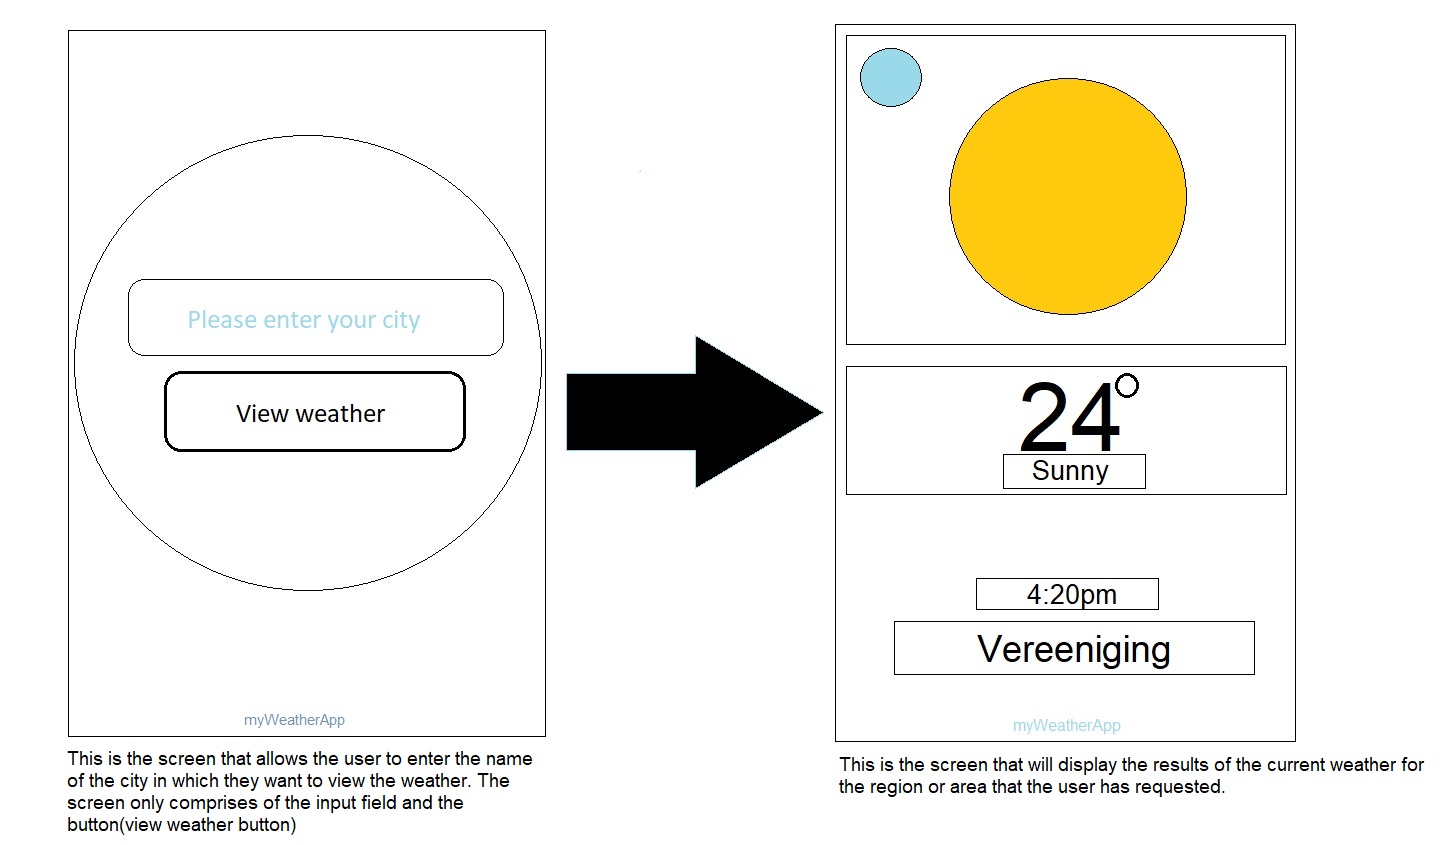 Please enter your city
View weather
myWeatherApp
This is the screen that allows the user to enter the name
of the city in which they want to view the weather. The
screen only comprises of the input field and the
button(view weather button)
24°
Sunny
4:20pm
Vereeniging
myWeatherApp
This is the screen that will display the results of the current weather for
the region or area that the user has requested.